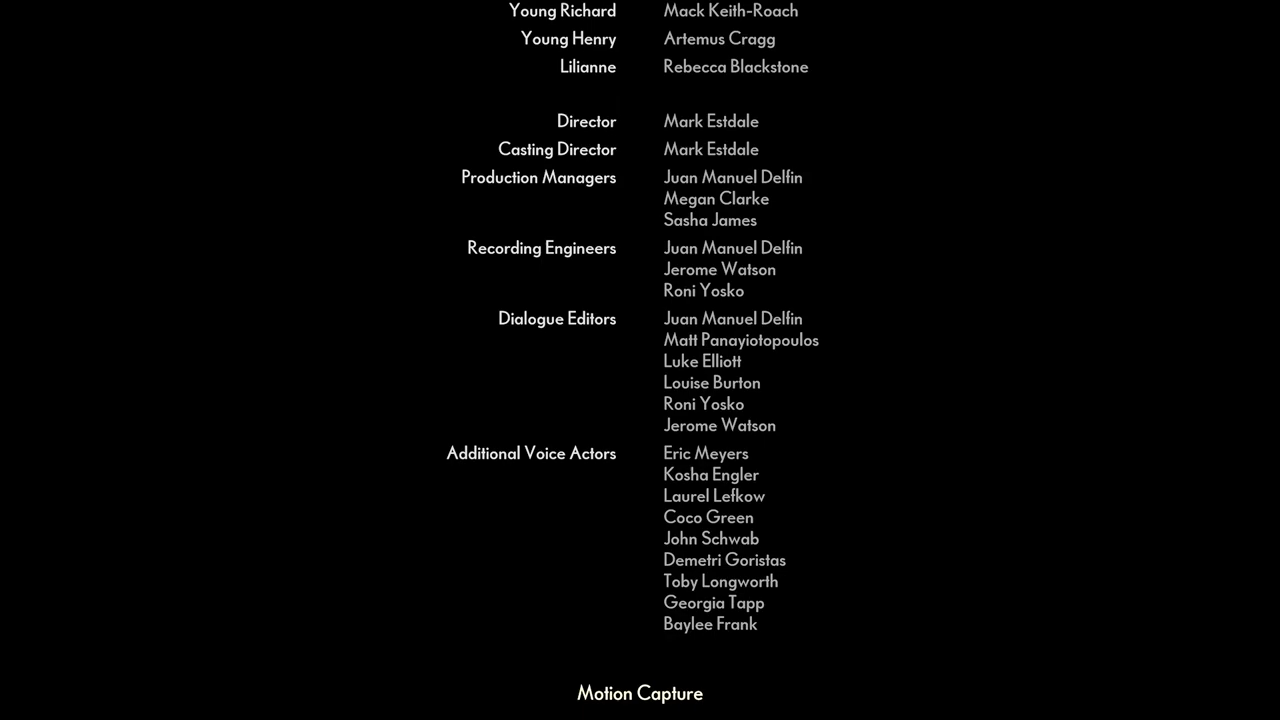 Young Richard Mack Keith-Roach
Young Henry Artemus Cragg
Lilianne Rebecca Blackstone
Director Mark Estdale
Casting Director Mark Estdale
Production Managers Juan Manuel Delfin
Megan Clarke
Sasha James
Recording Engineers Juan Manuel Delfin
Jerome Watson
Roni Yosko
Dialogue Editors Juan Manuel Delfin
Matt Panayiotopoulos
Luke Elliott
Louise Burton
Roni Yosko
Jerome Watson
Additional Voice Actors Eric Meyers
Kosha Engler
Laurel Lefkow
Coco Green
John Schwab
Demetri Goristas
Toby Longworth
Georgia Tapp
Baylee Frank
Motion Capture